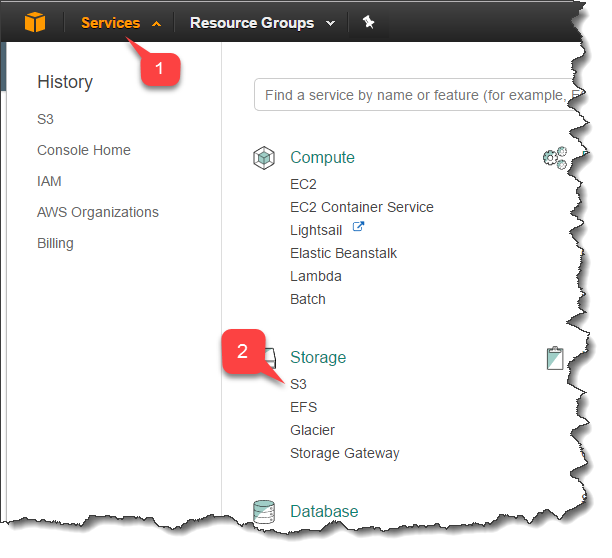 Services
Resource Groups
1
History
S3
Console Home
IAM
AWS Organizations
Billing
Find a service by name or feature (for example,
Compute
EC2
EC2 Container Service
Lightsail
Elastic Beanstalk
Lambda
Batch
2
Storage
S3
EFS
Glacier
Storage Gateway
Database